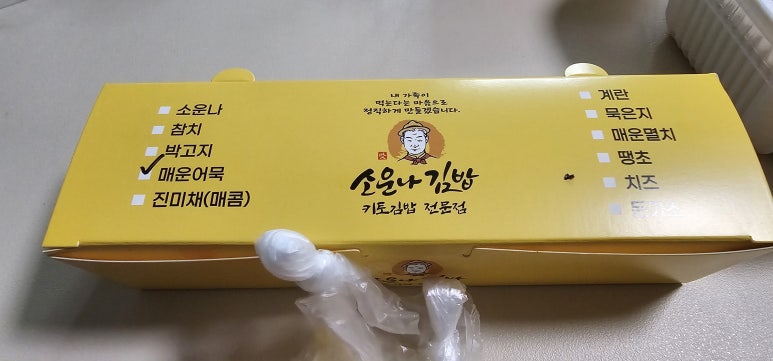 소운나
참치
박고지
매운어묵
진미채(매콤)
내 가족이
먹는다는 마음으로
정직하게 만들겠습니다.
소운나김밥
키토김밥 전문점
계란
묵은지
매운멸치
땡초
치즈